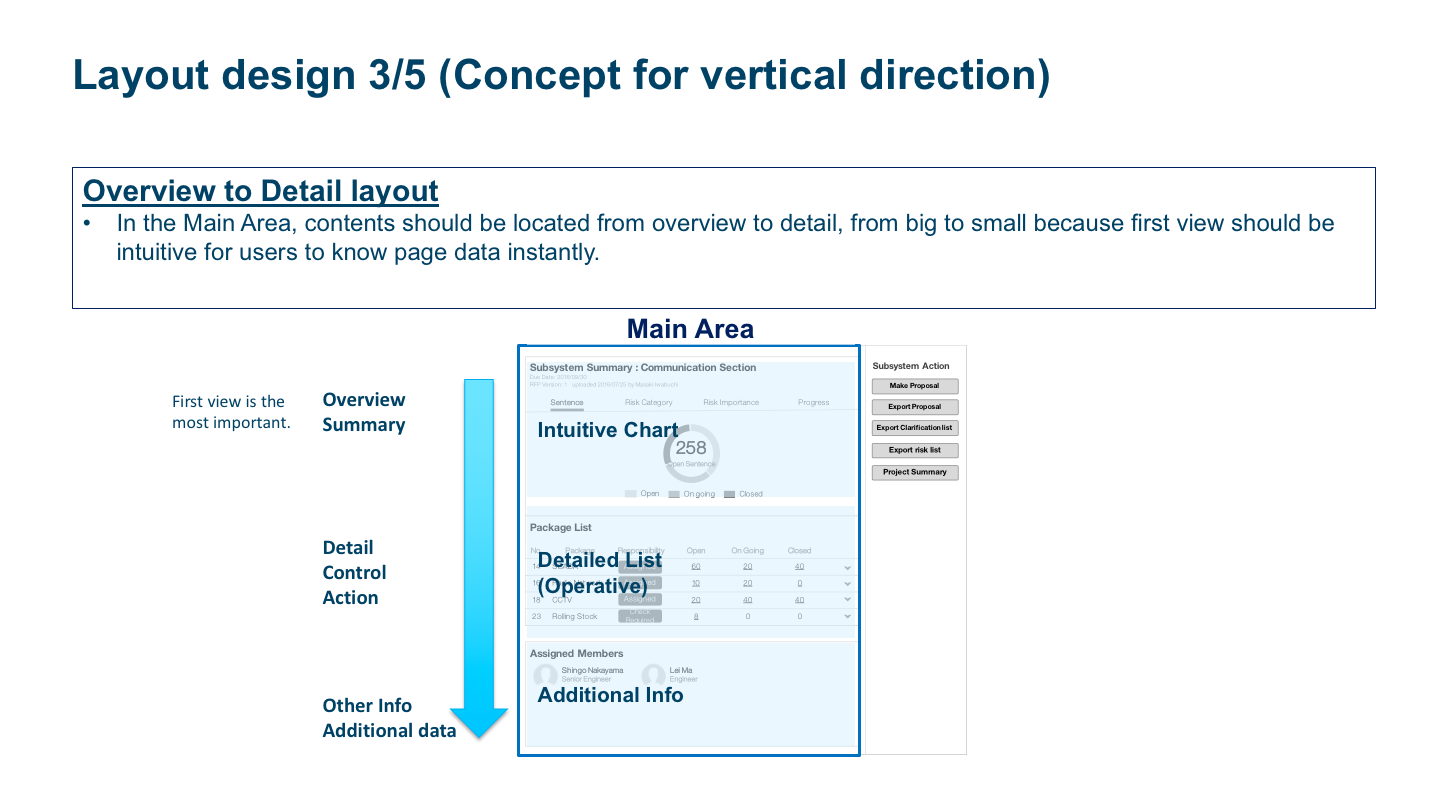 Layout design 3/5 (Concept for vertical direction)
Overview to Detail layout
• In the Main Area, contents should be located from overview to detail, from big to small because first view should be
intuitive for users to know page data instantly.
Main Area
First view is the
most important.
Overview
Summary
Detail
Control
Action
Other Info
Additional data
Subsystem Summary : Communication Section
Due Date: 2016/09/30
RFP Version: 1 uploaded 2016/07/25 by Masaki Iwabuchi
Sentence Risk Category Risk Importance Progress
Intuitive Chart
258
Open Sentence
Open On going Closed
Package List
No. Package Responsibility Open On Going Closed
Detailed List
(Operative)
14 60 20 40
16 10 20 0
18 CCTV Assigned 20 40 40
23 Rolling Stock Check Required 8 0 0
Assigned Members
Shingo Nakayama
Senior Engineer
Lei Ma
Engineer
Additional Info
Subsystem Action
Make Proposal
Export Proposal
Export Clarification list
Export risk list
Project Summary